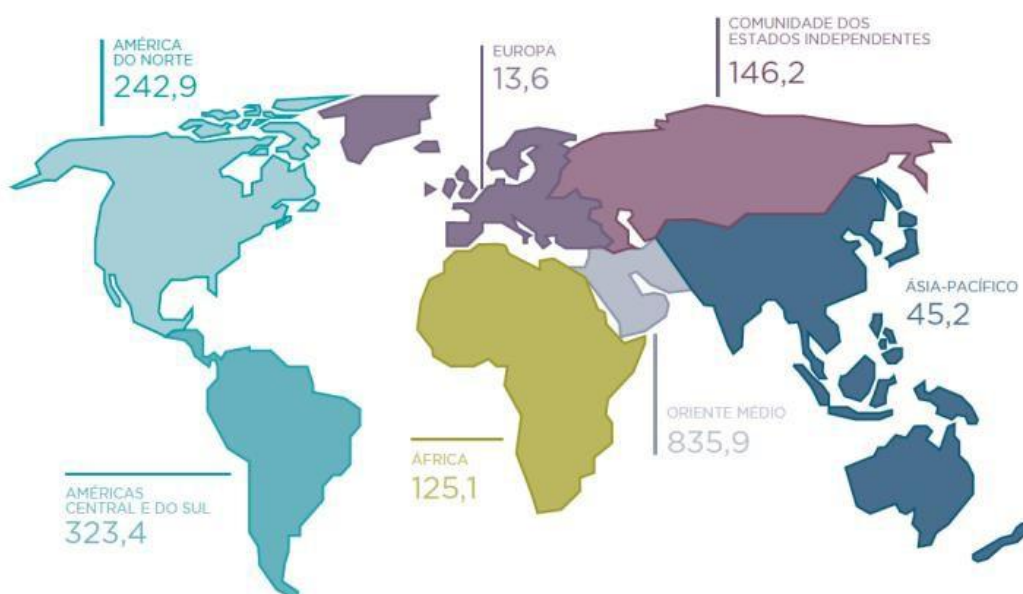 AMÉRICA
DO NORTE
242,9
EUROPA
13,6
COMUNIDADE DOS
ESTADOS INDEPENDENTES
146,2
ÁSIA-PACÍFICO
45,2
ORIENTE MÉDIO
835,9
ÁFRICA
125,1
AMÉRICAS
CENTRAL E DO SUL
323,4